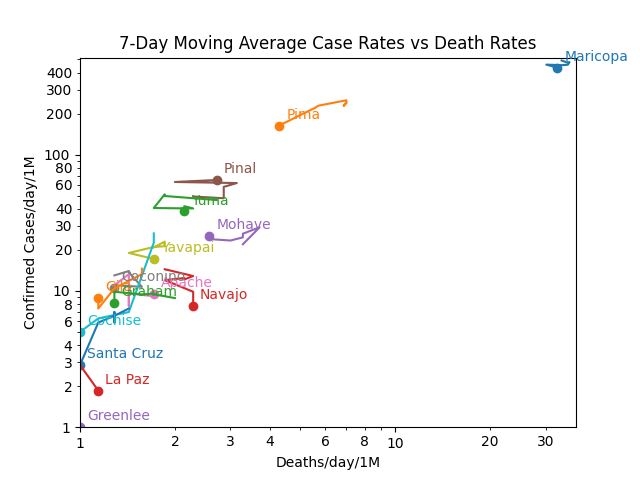 7-Day Moving Average Case Rates vs Death Rates
Maricopa
Pima
Pinal
Yuma
Mohave
Yavapai
Coconino
Apache
Gila
Graham
Navajo
Cochise
Santa Cruz
La Paz
Greenlee
Confirmed Cases/day/1M
400
300
200
100
80
60
40
30
20
10
8
6
4
3
2
1
1
2
3
4
6
8
10
20
30
Deaths/day/1M